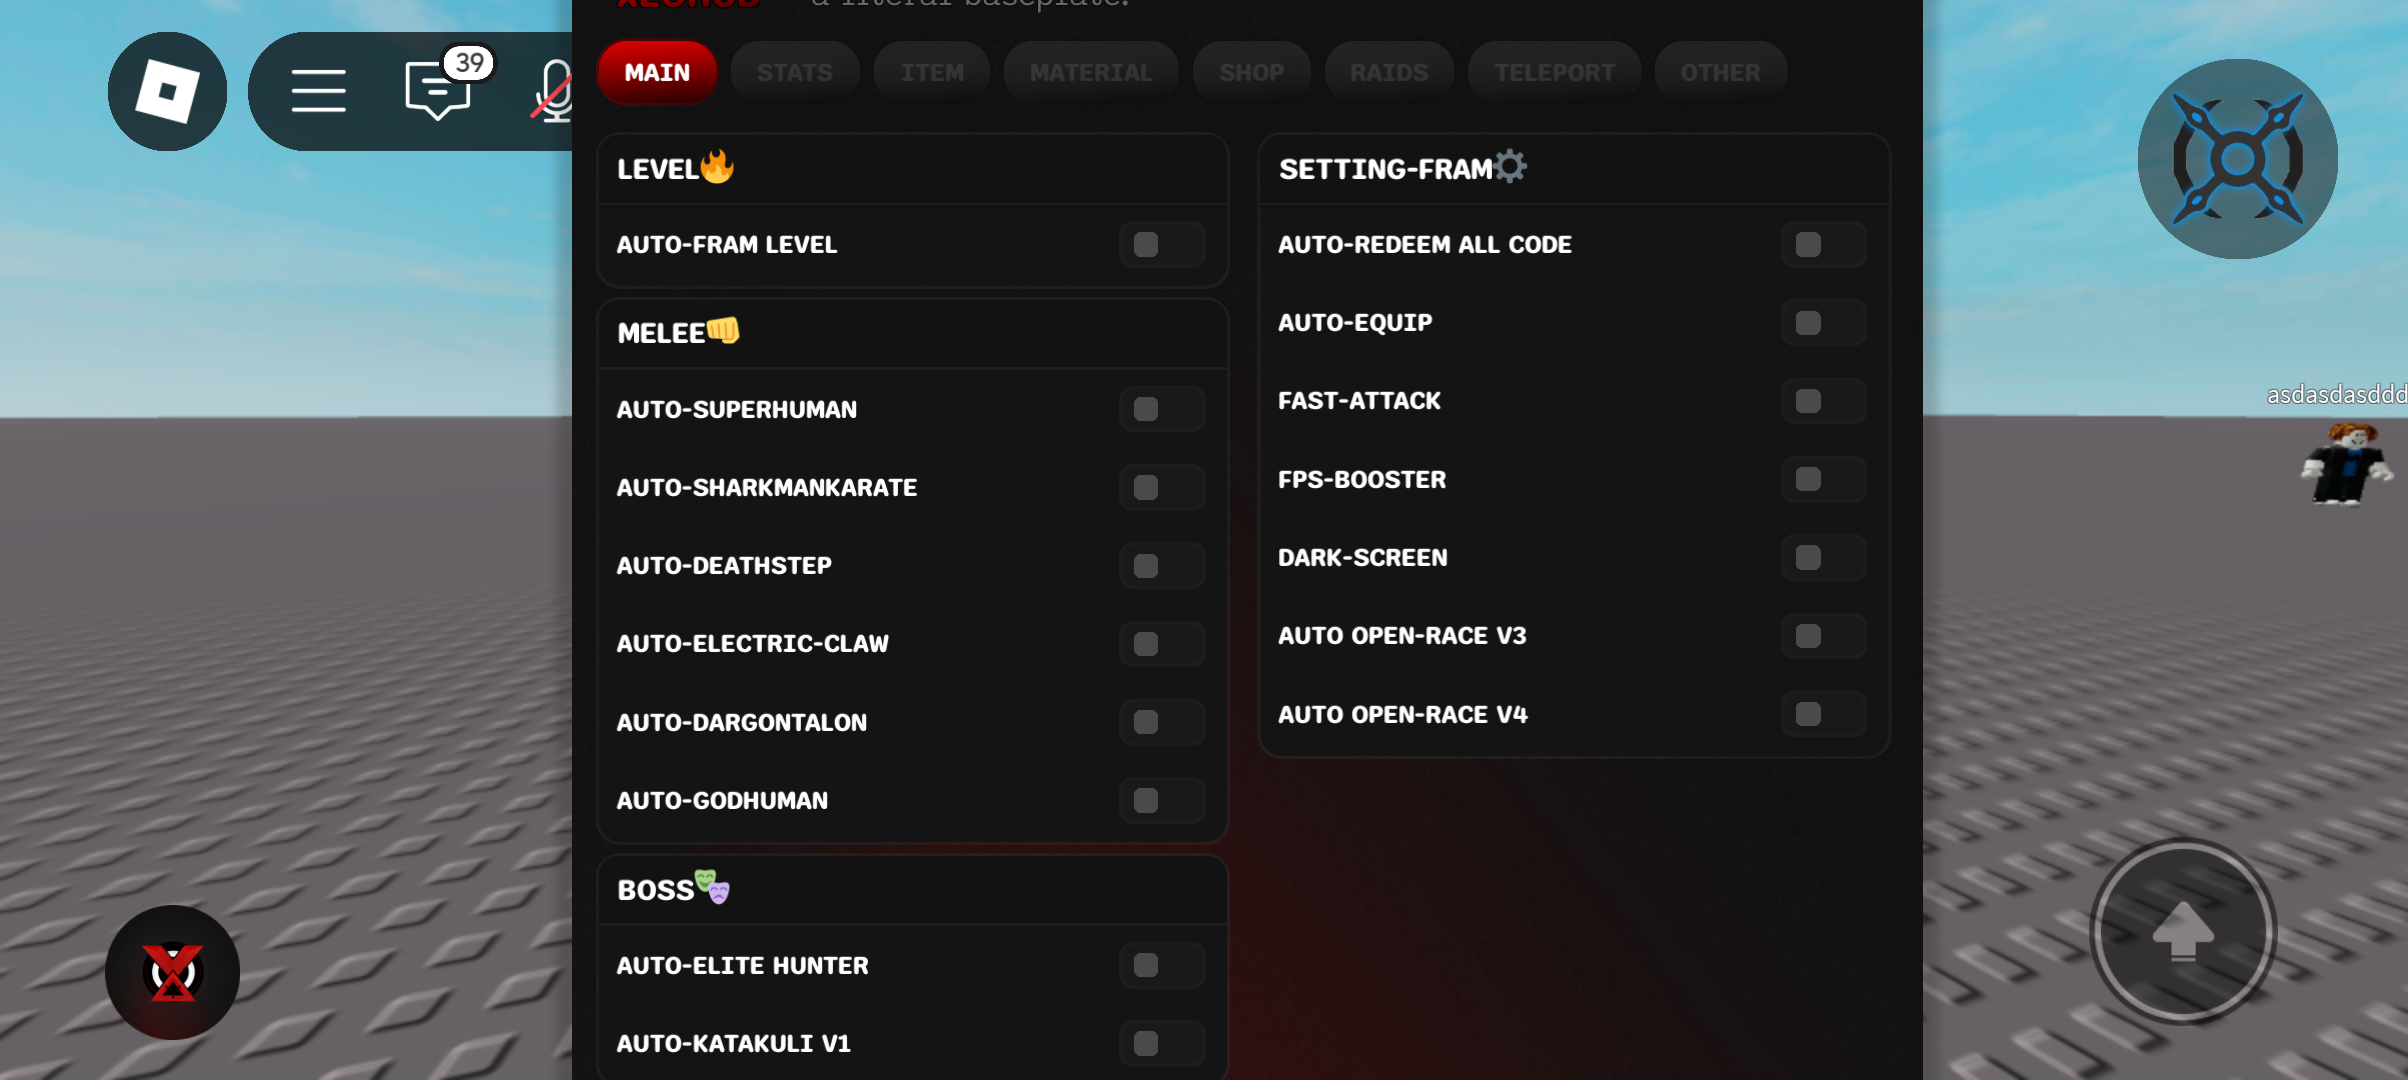 a literal baseplate.
39
MAIN
STATS
ITEM
MATERIAL
SHOP
RAIDS
TELEPORT
OTHER
LEVEL🔥
AUTO-FRAM LEVEL
MELEE👊
AUTO-SUPERHUMAN
AUTO-SHARKMANKARATE
AUTO-DEATHSTEP
AUTO-ELECTRIC-CLAW
AUTO-DARGONTALON
AUTO-GODHUMAN
BOSS🎭
AUTO-ELITE HUNTER
AUTO-KATAKULI V1
SETTING-FRAM⚙️
AUTO-REDEEM ALL CODE
AUTO-EQUIP
FAST-ATTACK
FPS-BOOSTER
DARK-SCREEN
AUTO OPEN-RACE V3
AUTO OPEN-RACE V4
asdasdasddd